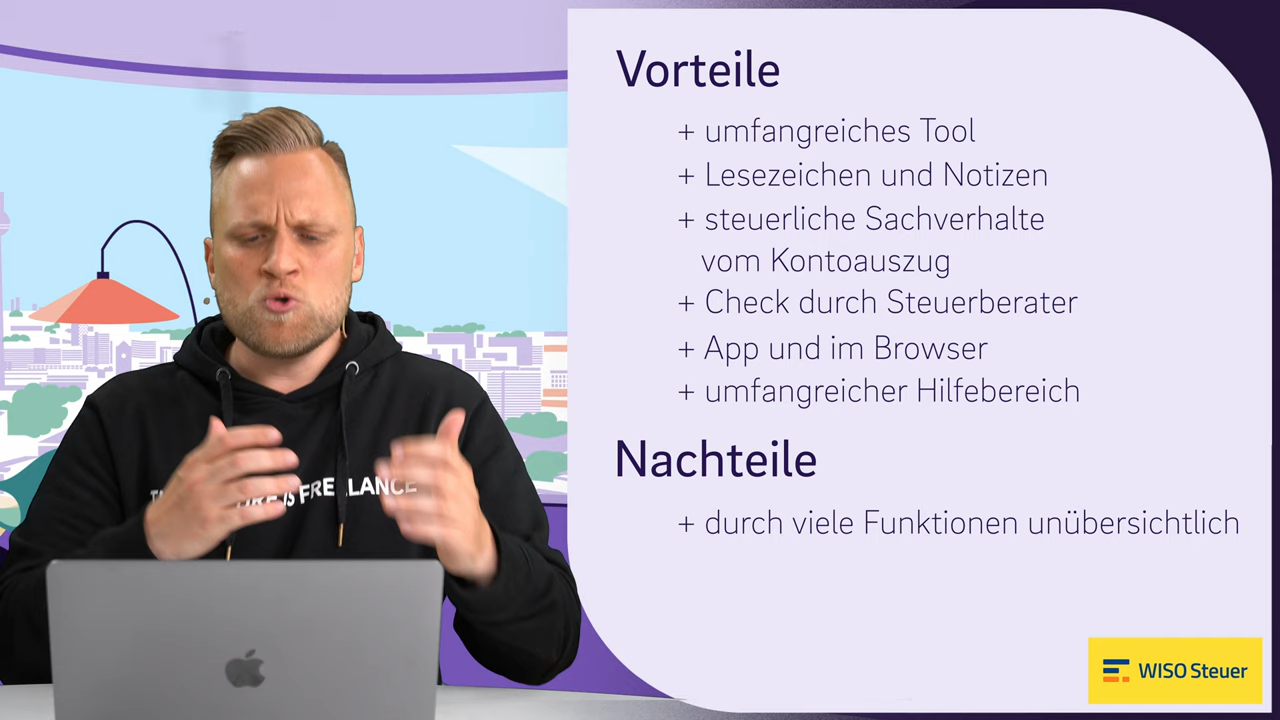 Vorteile
+ umfangreiches Tool
+ Lesezeichen und Notizen
+ steuerliche Sachverhalte
vom Kontoauszug
+ Check durch Steuerberater
+ App und im Browser
+ umfangreicher Hilfebereich
Nachteile
+ durch viele Funktionen unübersichtlich
WISO Steuer
IS